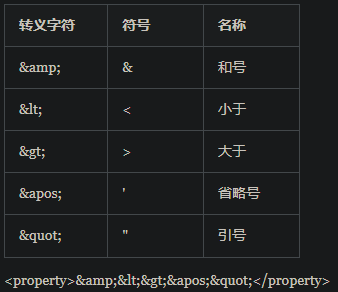 转义字符 符号 名称
&amp; & 和号
&lt; < 小于
&gt; > 大于
&apos; ' 省略号
&quot; " 引号
<property>&amp;&lt;&gt;&apos;&quot;</property>